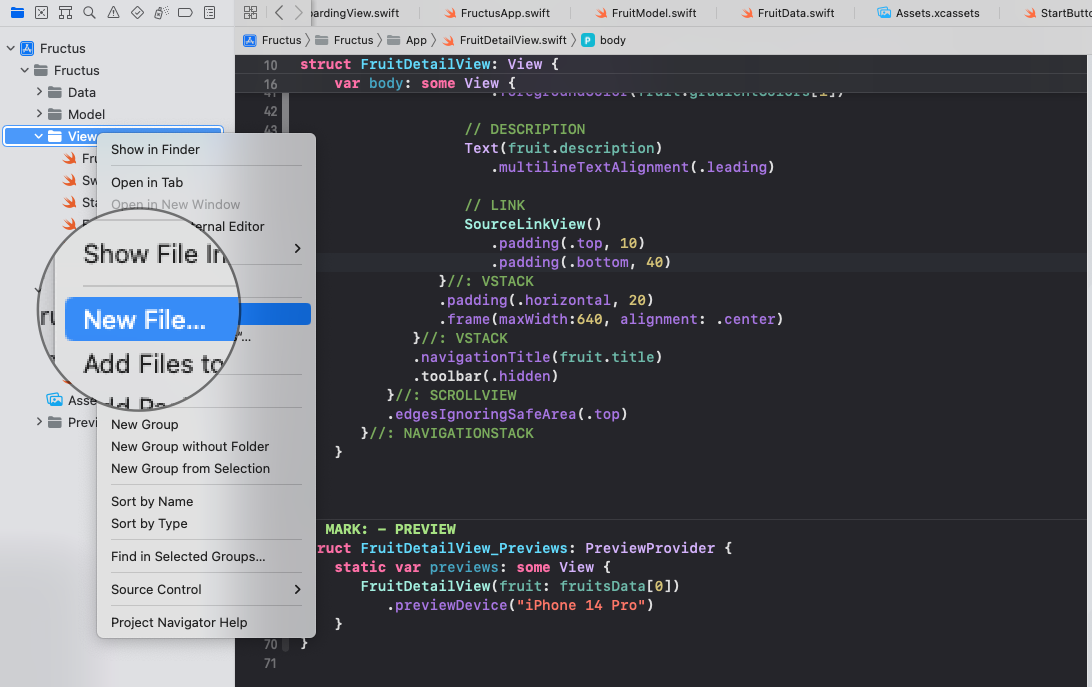 oardingView.swift FructusApp.swift FruitModel.swift FruitData.swift Assets.xcassets StartButto
Fructus Fructus App FruitDetailView.swift body
Fructus
Fructus
Data
Model
View
Fru
Sw
Sta
Asse
Previ
Show in Finder
Open in Tab
Open in New Window
ternal Editor
Show File In
New File...
Add Files to
New Group
New Group without Folder
New Group from Selection
Sort by Name
Sort by Type
Find in Selected Groups...
Source Control
Project Navigator Help
10 struct FruitDetailView: View {
16 var body: some View {
41 .foregroundColor(fruit.gradientColors[1])
42
43 // DESCRIPTION
Text(fruit.description)
.multilineTextAlignment(.leading)
// LINK
SourceLinkView()
.padding(.top, 10)
.padding(.bottom, 40)
}//: VSTACK
.padding(.horizontal, 20)
.frame(maxWidth:640, alignment: .center)
}//: VSTACK
.navigationTitle(fruit.title)
.toolbar(.hidden)
}//: SCROLLVIEW
.edgesIgnoringSafeArea(.top)
}//: NAVIGATIONSTACK
}
MARK: - PREVIEW
ruct FruitDetailView_Previews: PreviewProvider {
static var previews: some View {
FruitDetailView(fruit: fruitsData[0])
.previewDevice("iPhone 14 Pro")
}
70 }
71